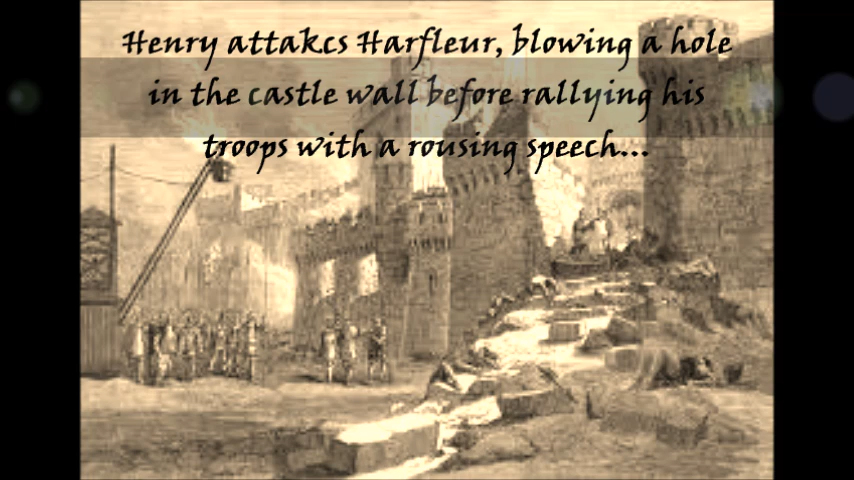 Henry attakcs Harfleur, blowing a hole
in the castle wall before rallying his
troops with a rousing speech...